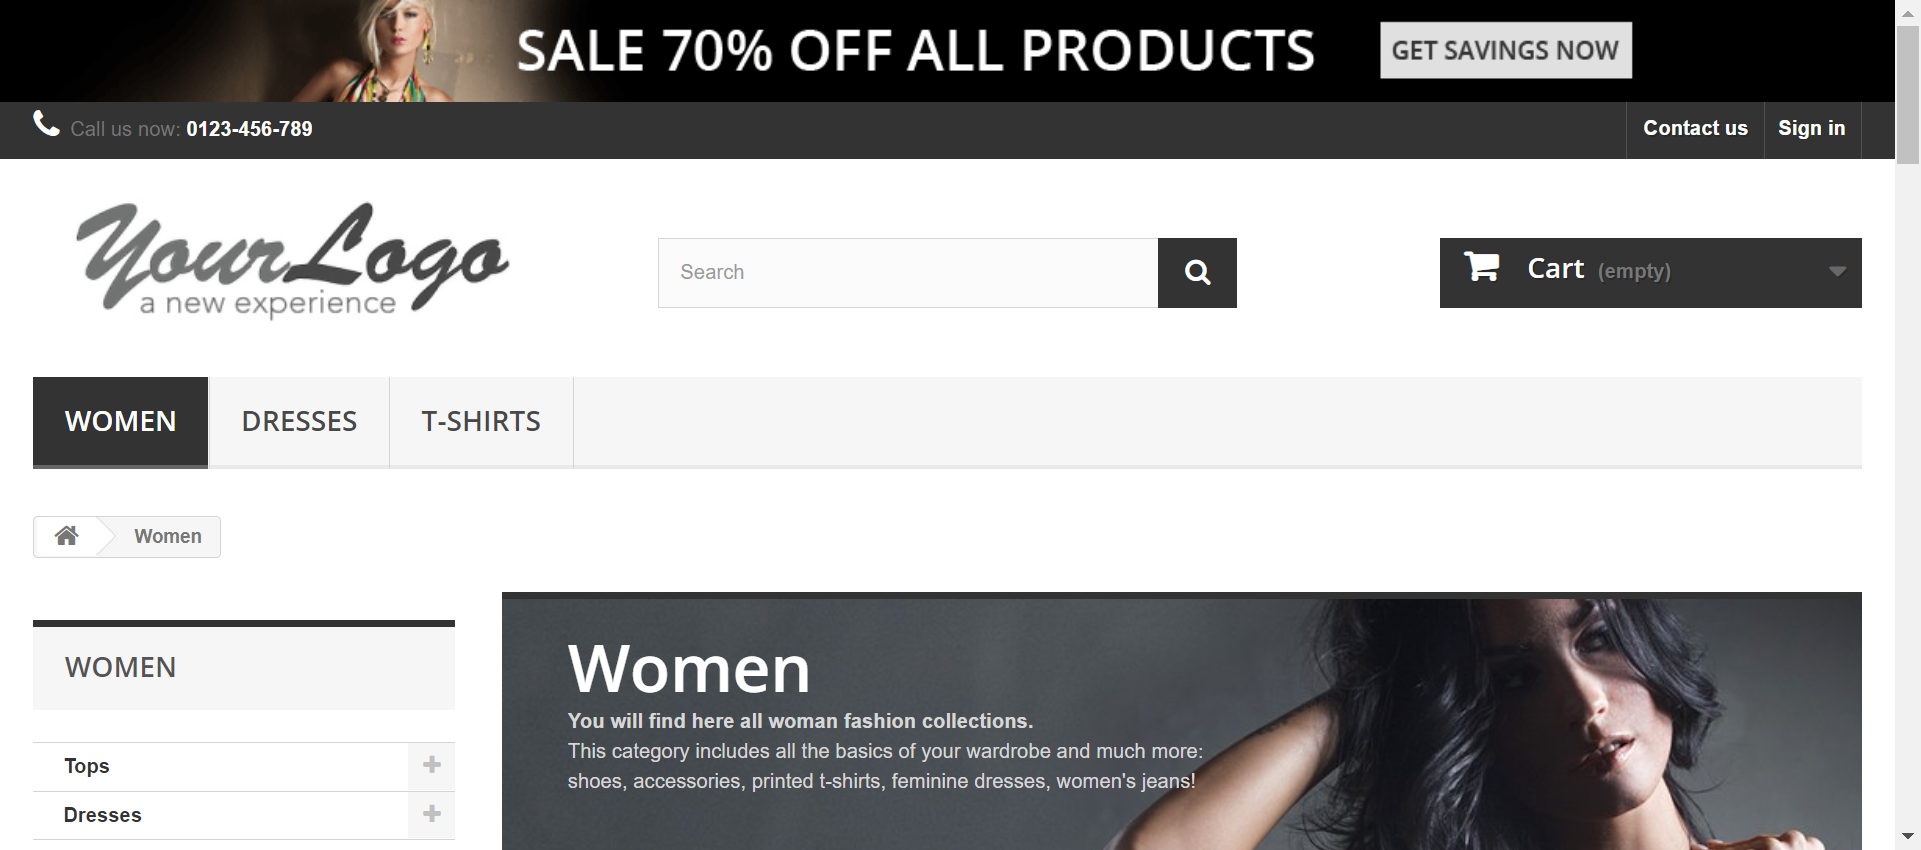 SALE 70% OFF ALL PRODUCTS
GET SAVINGS NOW
Call us now: 0123-456-789
Contact us
Sign in
Your Logo
a new experience
Search
Cart (empty)
WOMEN
DRESSES
T-SHIRTS
Women
WOMEN
Tops
Dresses
Women
You will find here all woman fashion collections.
This category includes all the basics of your wardrobe and much more:
shoes, accessories, printed t-shirts, feminine dresses, women's jeans!